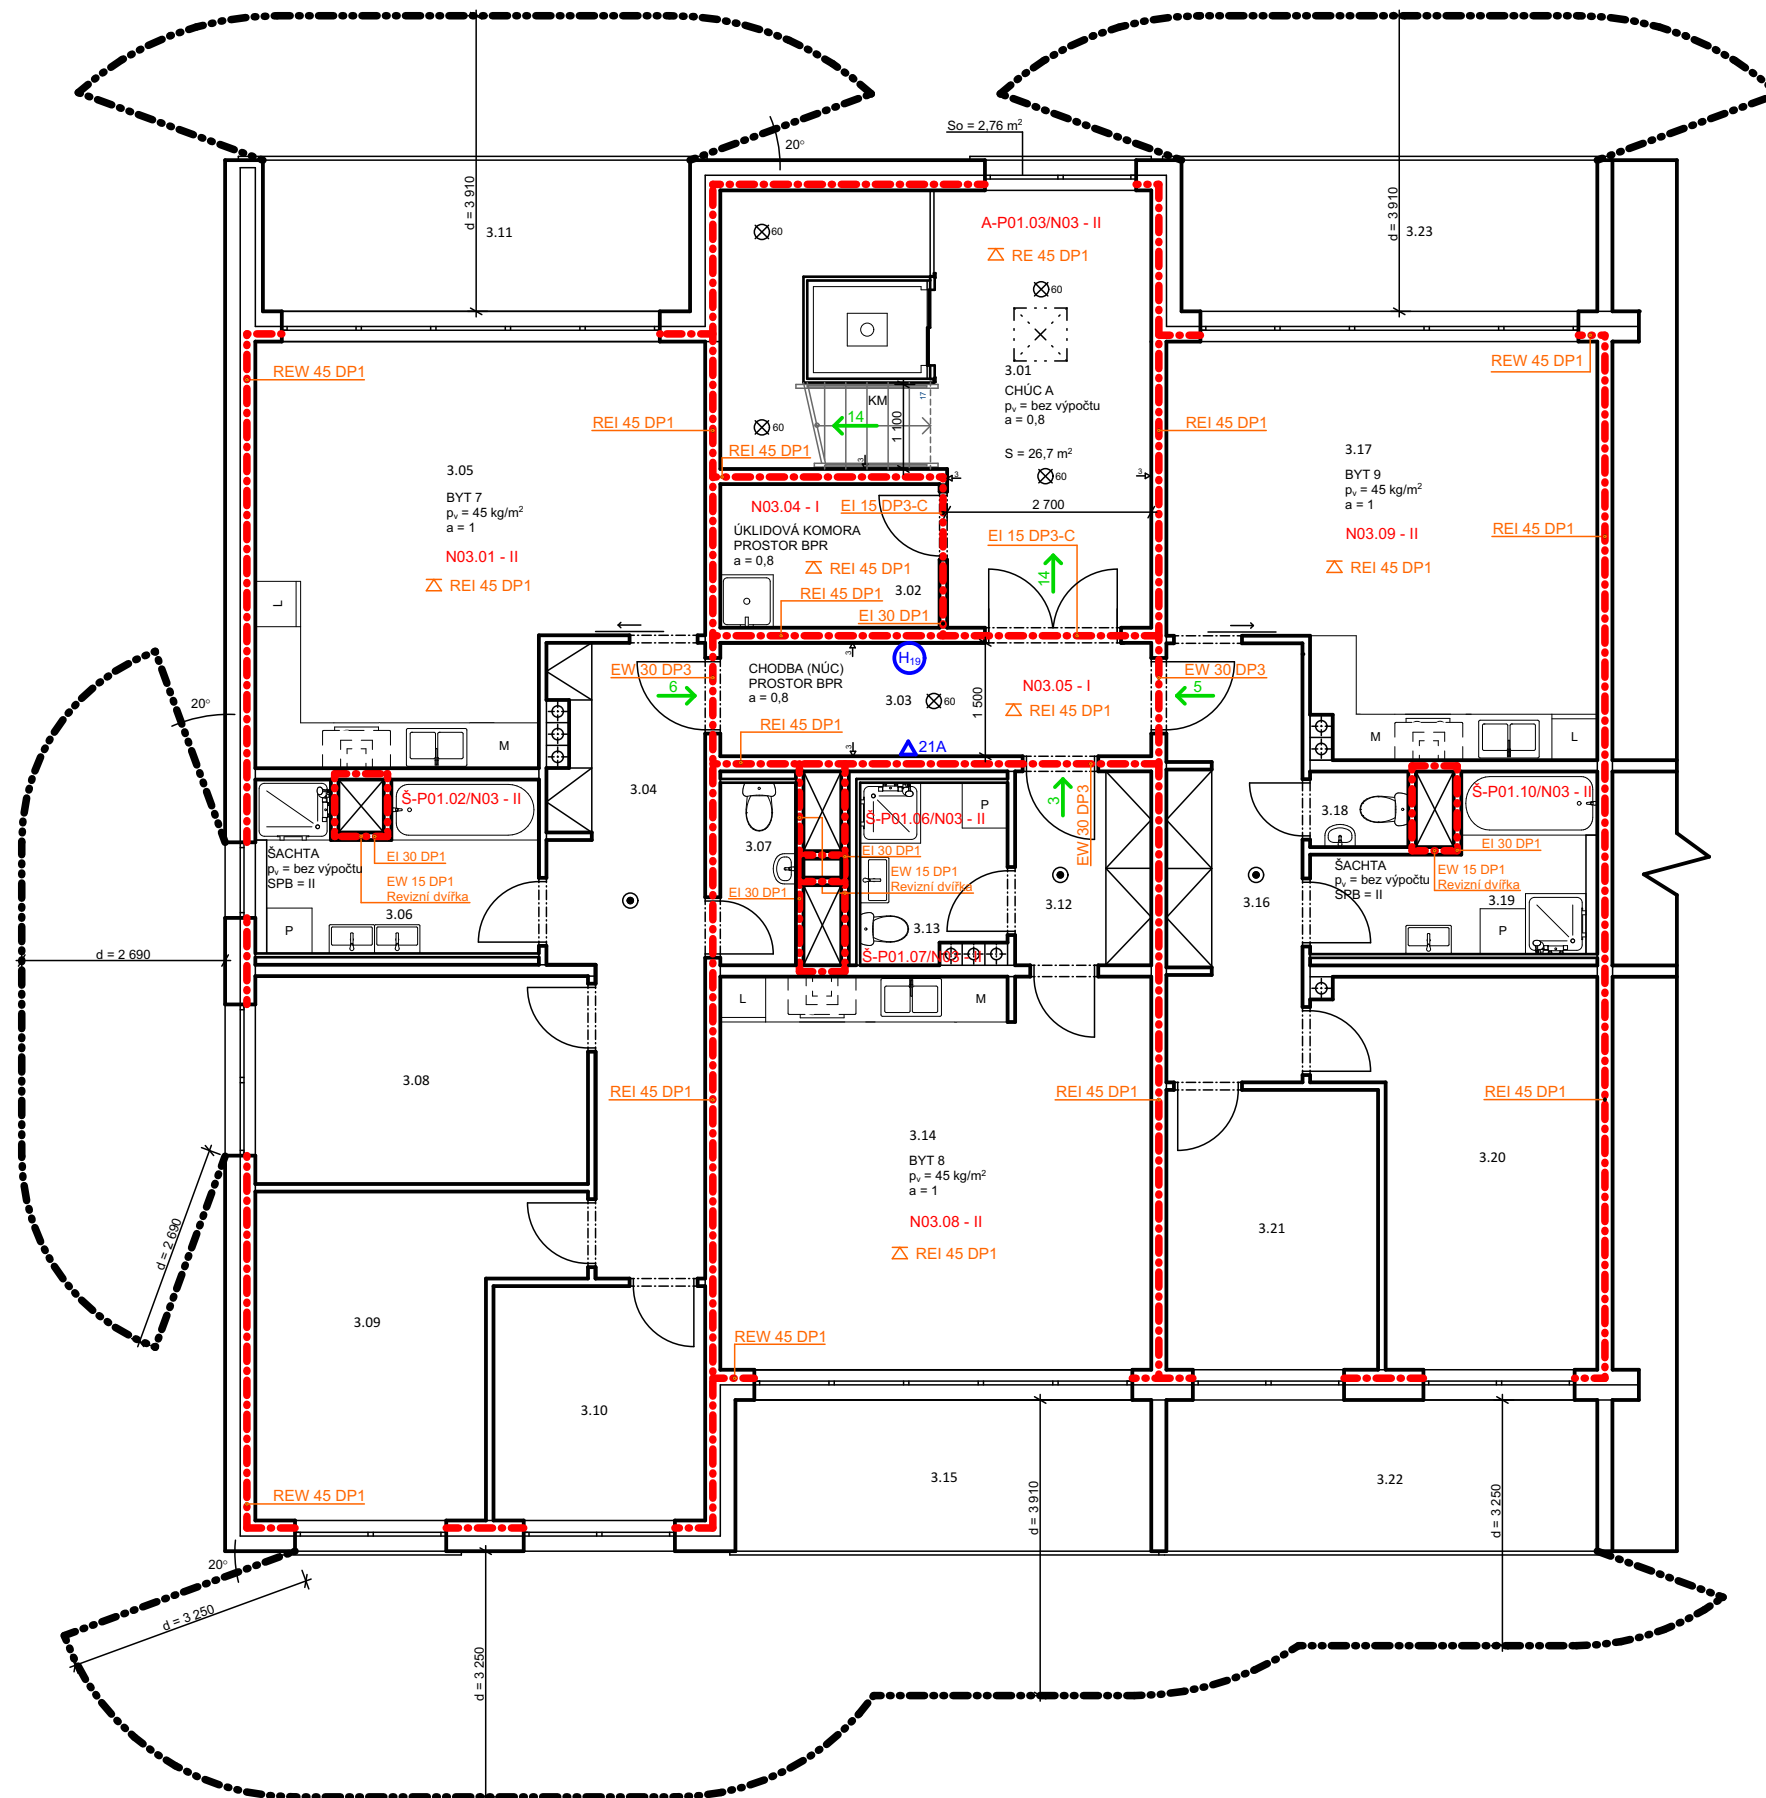 So = 2,76 m²
20°
d = 3 910
3.11
d = 3 910
3.23
60
A-P01.03/N03 - II
RE 45 DP1
60
REW 45 DP1
3.01
CHÚC A
pᵥ = bez výpočtu
a = 0,8
S = 26,7 m²
REW 45 DP1
KM
17
14
1 100
REI 45 DP1
60
REI 45 DP1
REI 45 DP1
3
3
3
60
3.05
BYT 7
pᵥ = 45 kg/m²
a = 1
N03.01 - II
REI 45 DP1
3.17
BYT 9
pᵥ = 45 kg/m²
a = 1
N03.09 - II
REI 45 DP1
REI 45 DP1
N03.04 - I
EI 15 DP3-C
2 700
ÚKLIDOVÁ KOMORA
PROSTOR BPR
a = 0,8
REI 45 DP1
EI 15 DP3-C
14
3.02
REI 45 DP1
EI 30 DP1
L
H19
3
CHODBA (NÚC)
PROSTOR BPR
a = 0,8
3.03
60
1 500
N03.05 - I
REI 45 DP1
EW 30 DP3
6
EW 30 DP3
5
REI 45 DP1
3
21A
20°
M
M
L
3.04
Š-P01.02/N03 - II
EI 30 DP1
ŠACHTA
pᵥ = bez výpočtu
SPB = II
EW 15 DP1
Revizní dvířka
3.06
P
3.07
Š-P01.06/N03 - II
P
3
EW 30 DP3
EI 30 DP1
EW 15 DP1
Revizní dvířka
EI 30 DP1
3.13
3.12
Š-P01.07/N03 - II
3.16
3.18
Š-P01.10/N03 - II
EI 30 DP1
ŠACHTA
pᵥ = bez výpočtu
SPB = II
EW 15 DP1
Revizní dvířka
3.19
P
d = 2 690
L
M
3.08
REI 45 DP1
REI 45 DP1
REI 45 DP1
3.14
BYT 8
pᵥ = 45 kg/m²
a = 1
N03.08 - II
REI 45 DP1
3.20
3.21
d = 2 690
3.09
REW 45 DP1
3.10
REW 45 DP1
3.15
3.22
d = 3 910
d = 3 250
20°
d = 3 250
d = 3 250